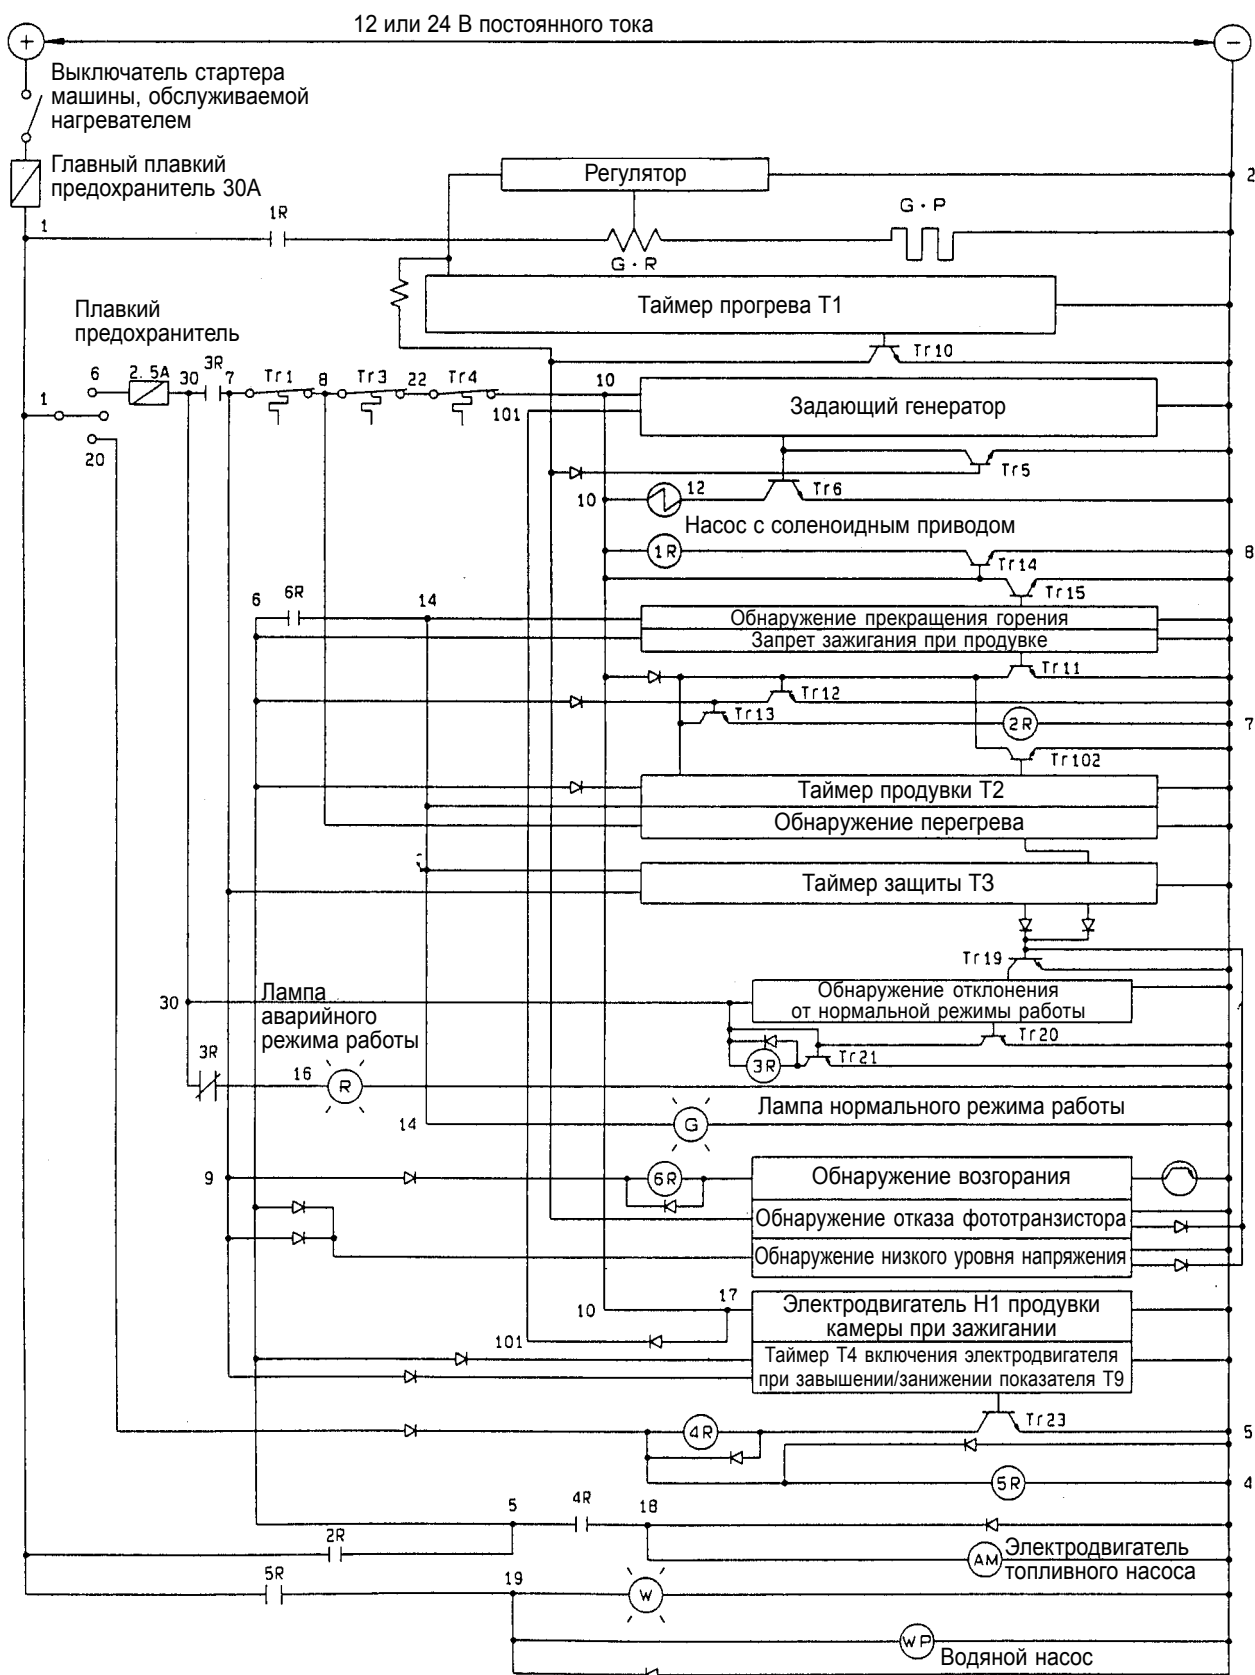 12 или 24 В постоянного тока
+
−
Выключатель стартера
машины, обслуживаемой
нагревателем
Главный плавкий
предохранитель 30А
Регулятор
2
1
1R
G·R
G·P
Таймер прогрева T1
Tr10
Плавкий
предохранитель
6
2.5A
30
3R
7
Tr1
8
Tr3
22
Tr4
10
101
1
20
Задающий генератор
Tr5
10
12
Tr6
Насос с соленоидным приводом
1R
8
Tr14
Tr15
6
6R
14
Обнаружение прекращения горения
Запрет зажигания при продувке
Tr11
Tr12
Tr13
2R
7
Tr102
Таймер продувки Т2
Обнаружение перегрева
Таймер защиты Т3
Tr19
30
Лампа
аварийного
режима работы
Обнаружение отклонения
от нормальной режимы работы
Tr20
Tr21
3R
3R
16
R
Лампа нормального режима работы
14
G
9
6R
Обнаружение возгорания
Обнаружение отказа фототранзистора
Обнаружение низкого уровня напряжения
17
10
Электродвигатель Н1 продувки
камеры при зажигании
101
Таймер Т4 включения электродвигателя
при завышении/занижении показателя Т9
Tr23
4R
5
5R
4
5
4R
18
2R
AM
Электродвигатель
топливного насоса
5R
19
W
WP
Водяной насос